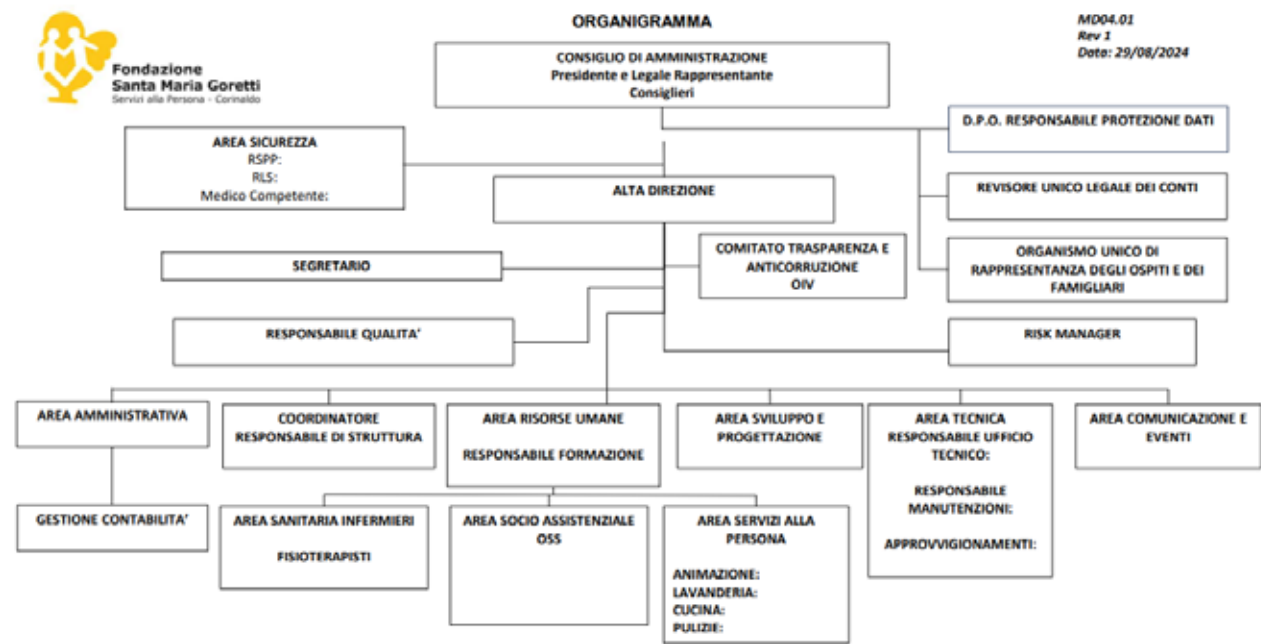 ORGANIGRAMMA
MD04.01
Rev 1
Data: 29/08/2024
Fondazione
Santa Maria Goretti
Servizi alla Persona - Corinaldo
CONSIGLIO DI AMMINISTRAZIONE
Presidente e Legale Rappresentante
Consiglieri
D.P.O. RESPONSABILE PROTEZIONE DATI
AREA SICUREZZA
RSPP:
RLS:
Medico Competente:
ALTA DIREZIONE
REVISORE UNICO LEGALE DEI CONTI
SEGRETARIO
COMITATO TRASPARENZA E
ANTICORRUZIONE
OIV
ORGANISMO UNICO DI
RAPPRESENTANZA DEGLI OSPITI E DEI
FAMIGLIARI
RESPONSABILE QUALITA'
RISK MANAGER
AREA AMMINISTRATIVA
COORDINATORE
RESPONSABILE DI STRUTTURA
AREA RISORSE UMANE
RESPONSABILE FORMAZIONE
AREA SVILUPPO E
PROGETTAZIONE
AREA TECNICA
RESPONSABILE UFFICIO
TECNICO:
RESPONSABILE
MANUTENZIONI:
APPROVVIGIONAMENTI:
AREA COMUNICAZIONE E
EVENTI
GESTIONE CONTABILITA'
AREA SANITARIA INFERMIERI
FISIOTERAPISTI
AREA SOCIO ASSISTENZIALE
OSS
AREA SERVIZI ALLA
PERSONA
ANIMAZIONE:
LAVANDERIA:
CUCINA:
PULIZIE: